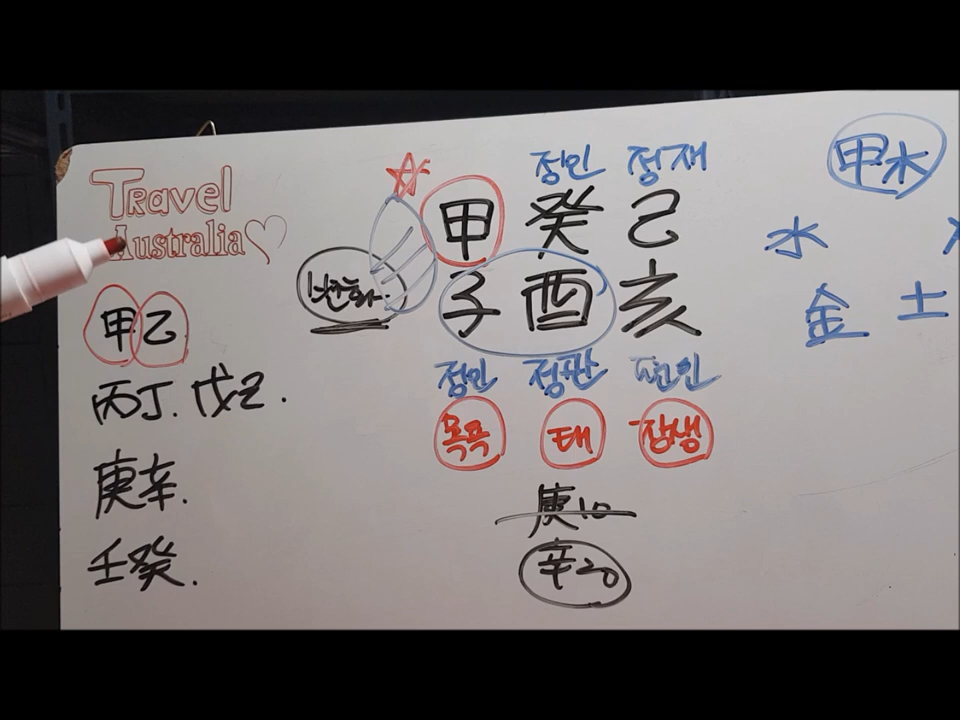 Travel
Australia
甲乙
丙丁. 戊己.
庚辛.
壬癸.
정인 정재
甲 癸 己
子 酉 亥
정인 정관 편인
목욕 태 장생
庚10
辛20
甲木
水
金 土